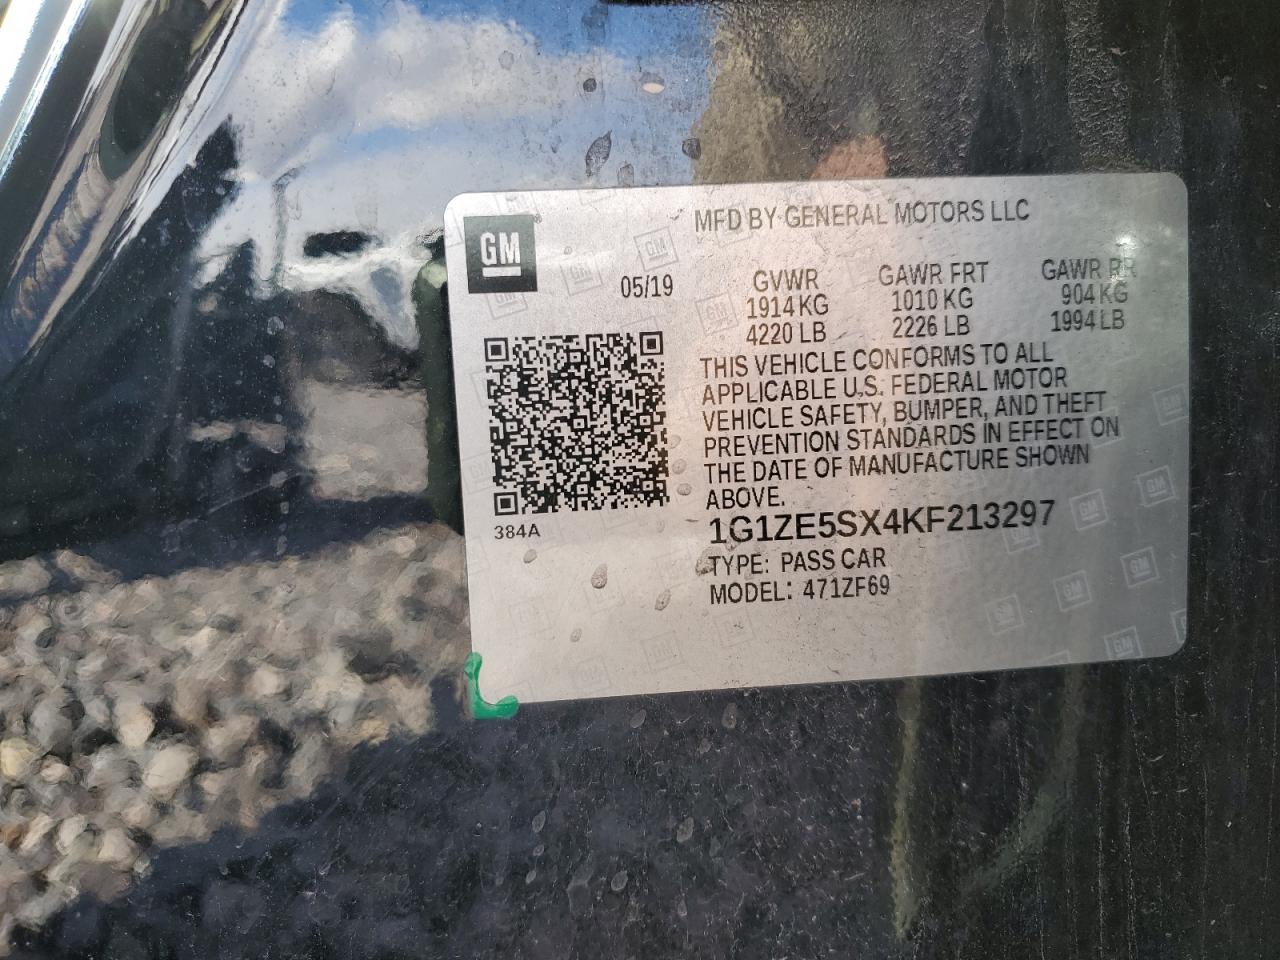 MFD BY GENERAL MOTORS LLC
GM
05/19
GVWR GAWR FRT GAWR RR
1914 KG 1010 KG 904 KG
4220 LB 2226 LB 1994 LB
THIS VEHICLE CONFORMS TO ALL
APPLICABLE U.S. FEDERAL MOTOR
VEHICLE SAFETY, BUMPER, AND THEFT
PREVENTION STANDARDS IN EFFECT ON
THE DATE OF MANUFACTURE SHOWN
ABOVE.
384A
1G1ZE5SX4KF213297
TYPE: PASS CAR
MODEL: 471ZF69